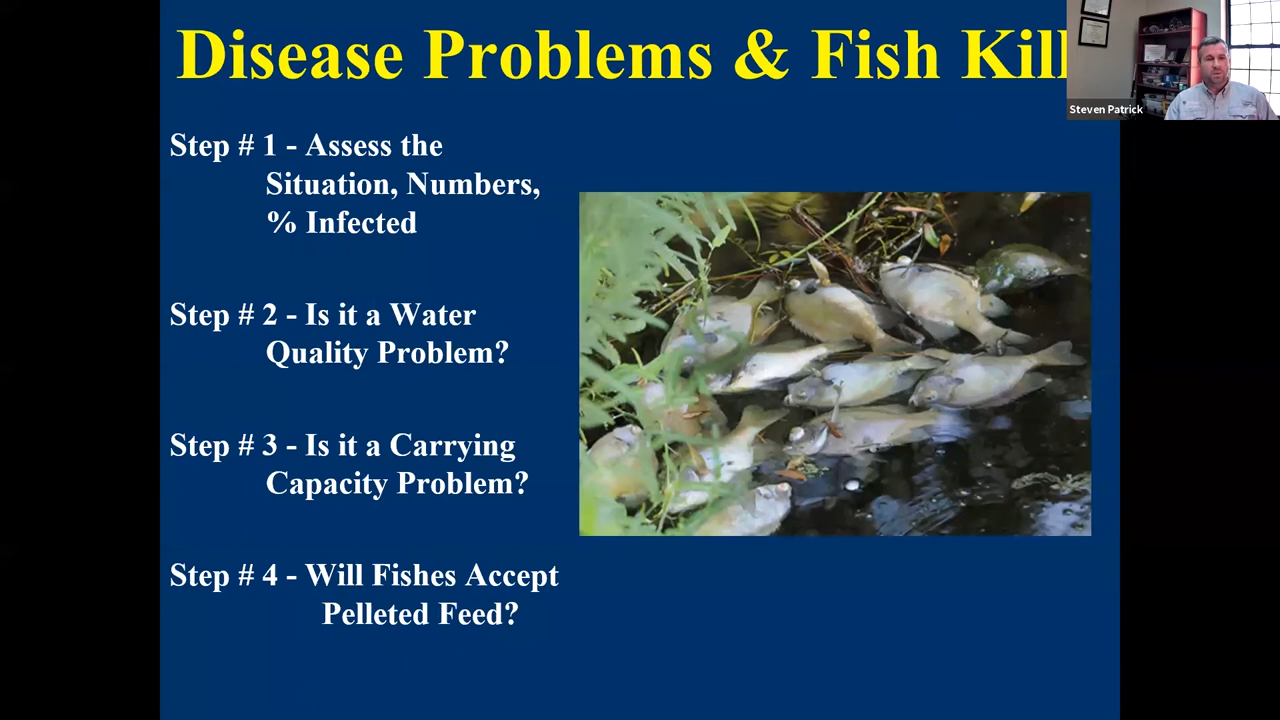 Disease Problems & Fish Kil
Steven Patrick
Step # 1 - Assess the
Situation, Numbers,
% Infected
Step # 2 - Is it a Water
Quality Problem?
Step # 3 - Is it a Carrying
Capacity Problem?
Step # 4 - Will Fishes Accept
Pelleted Feed?